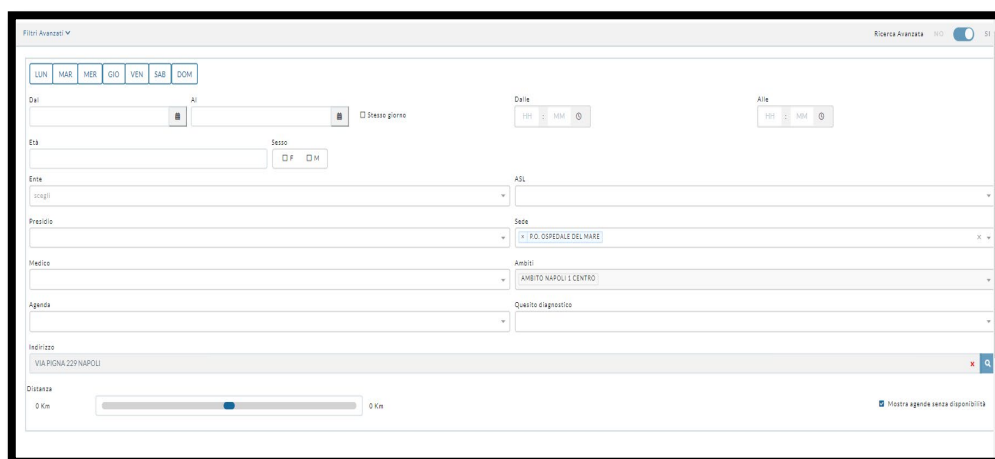 Filtri Avanzati Ricerca Avanzata NO SI
LUN MAR MER GIO VEN SAB DOM
Dal Al Dalle Alle
Stesso giorno HH : MM HH : MM
Età Sesso
F M
Ente ASL
scegli
Presidio Sede
× P.O. OSPEDALE DEL MARE ×
Medico Ambiti
AMBITO NAPOLI 1 CENTRO
Agenda Quesito diagnostico
Indirizzo
VIA PIGNA 229 NAPOLI
Distanza
0 Km 0 Km Mostra agende senza disponibilità